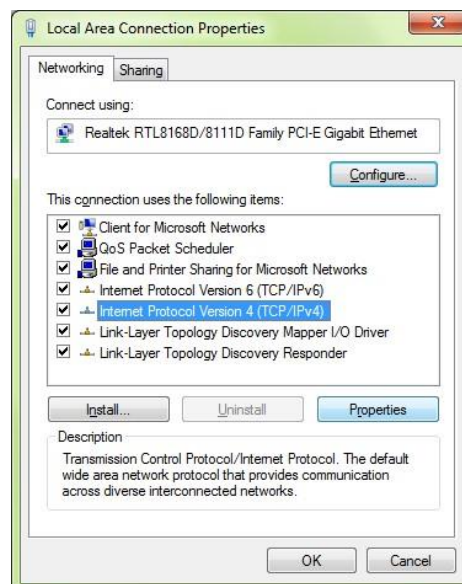 Local Area Connection Properties
Networking
Sharing
Connect using:
Realtek RTL8168D/8111D Family PCI-E Gigabit Ethernet
Configure...
This connection uses the following items:
Client for Microsoft Networks
QoS Packet Scheduler
File and Printer Sharing for Microsoft Networks
Internet Protocol Version 6 (TCP/IPv6)
Internet Protocol Version 4 (TCP/IPv4)
Link-Layer Topology Discovery Mapper I/O Driver
Link-Layer Topology Discovery Responder
Install...
Uninstall
Properties
Description
Transmission Control Protocol/Internet Protocol. The default
wide area network protocol that provides communication
across diverse interconnected networks.
OK
Cancel